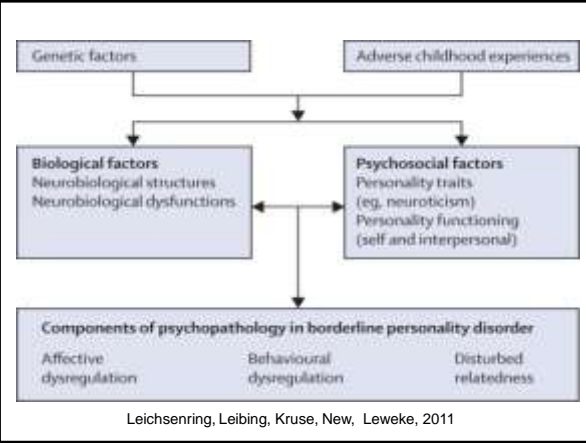 Genetic factors
Adverse childhood experiences
Biological factors
Neurobiological structures
Neurobiological dysfunctions
Psychosocial factors
Personality traits
(eg, neuroticism)
Personality functioning
(self and interpersonal)
Components of psychopathology in borderline personality disorder
Affective
dysregulation
Behavioural
dysregulation
Disturbed
relatedness
Leichsenring, Leibing, Kruse, New, Leweke, 2011